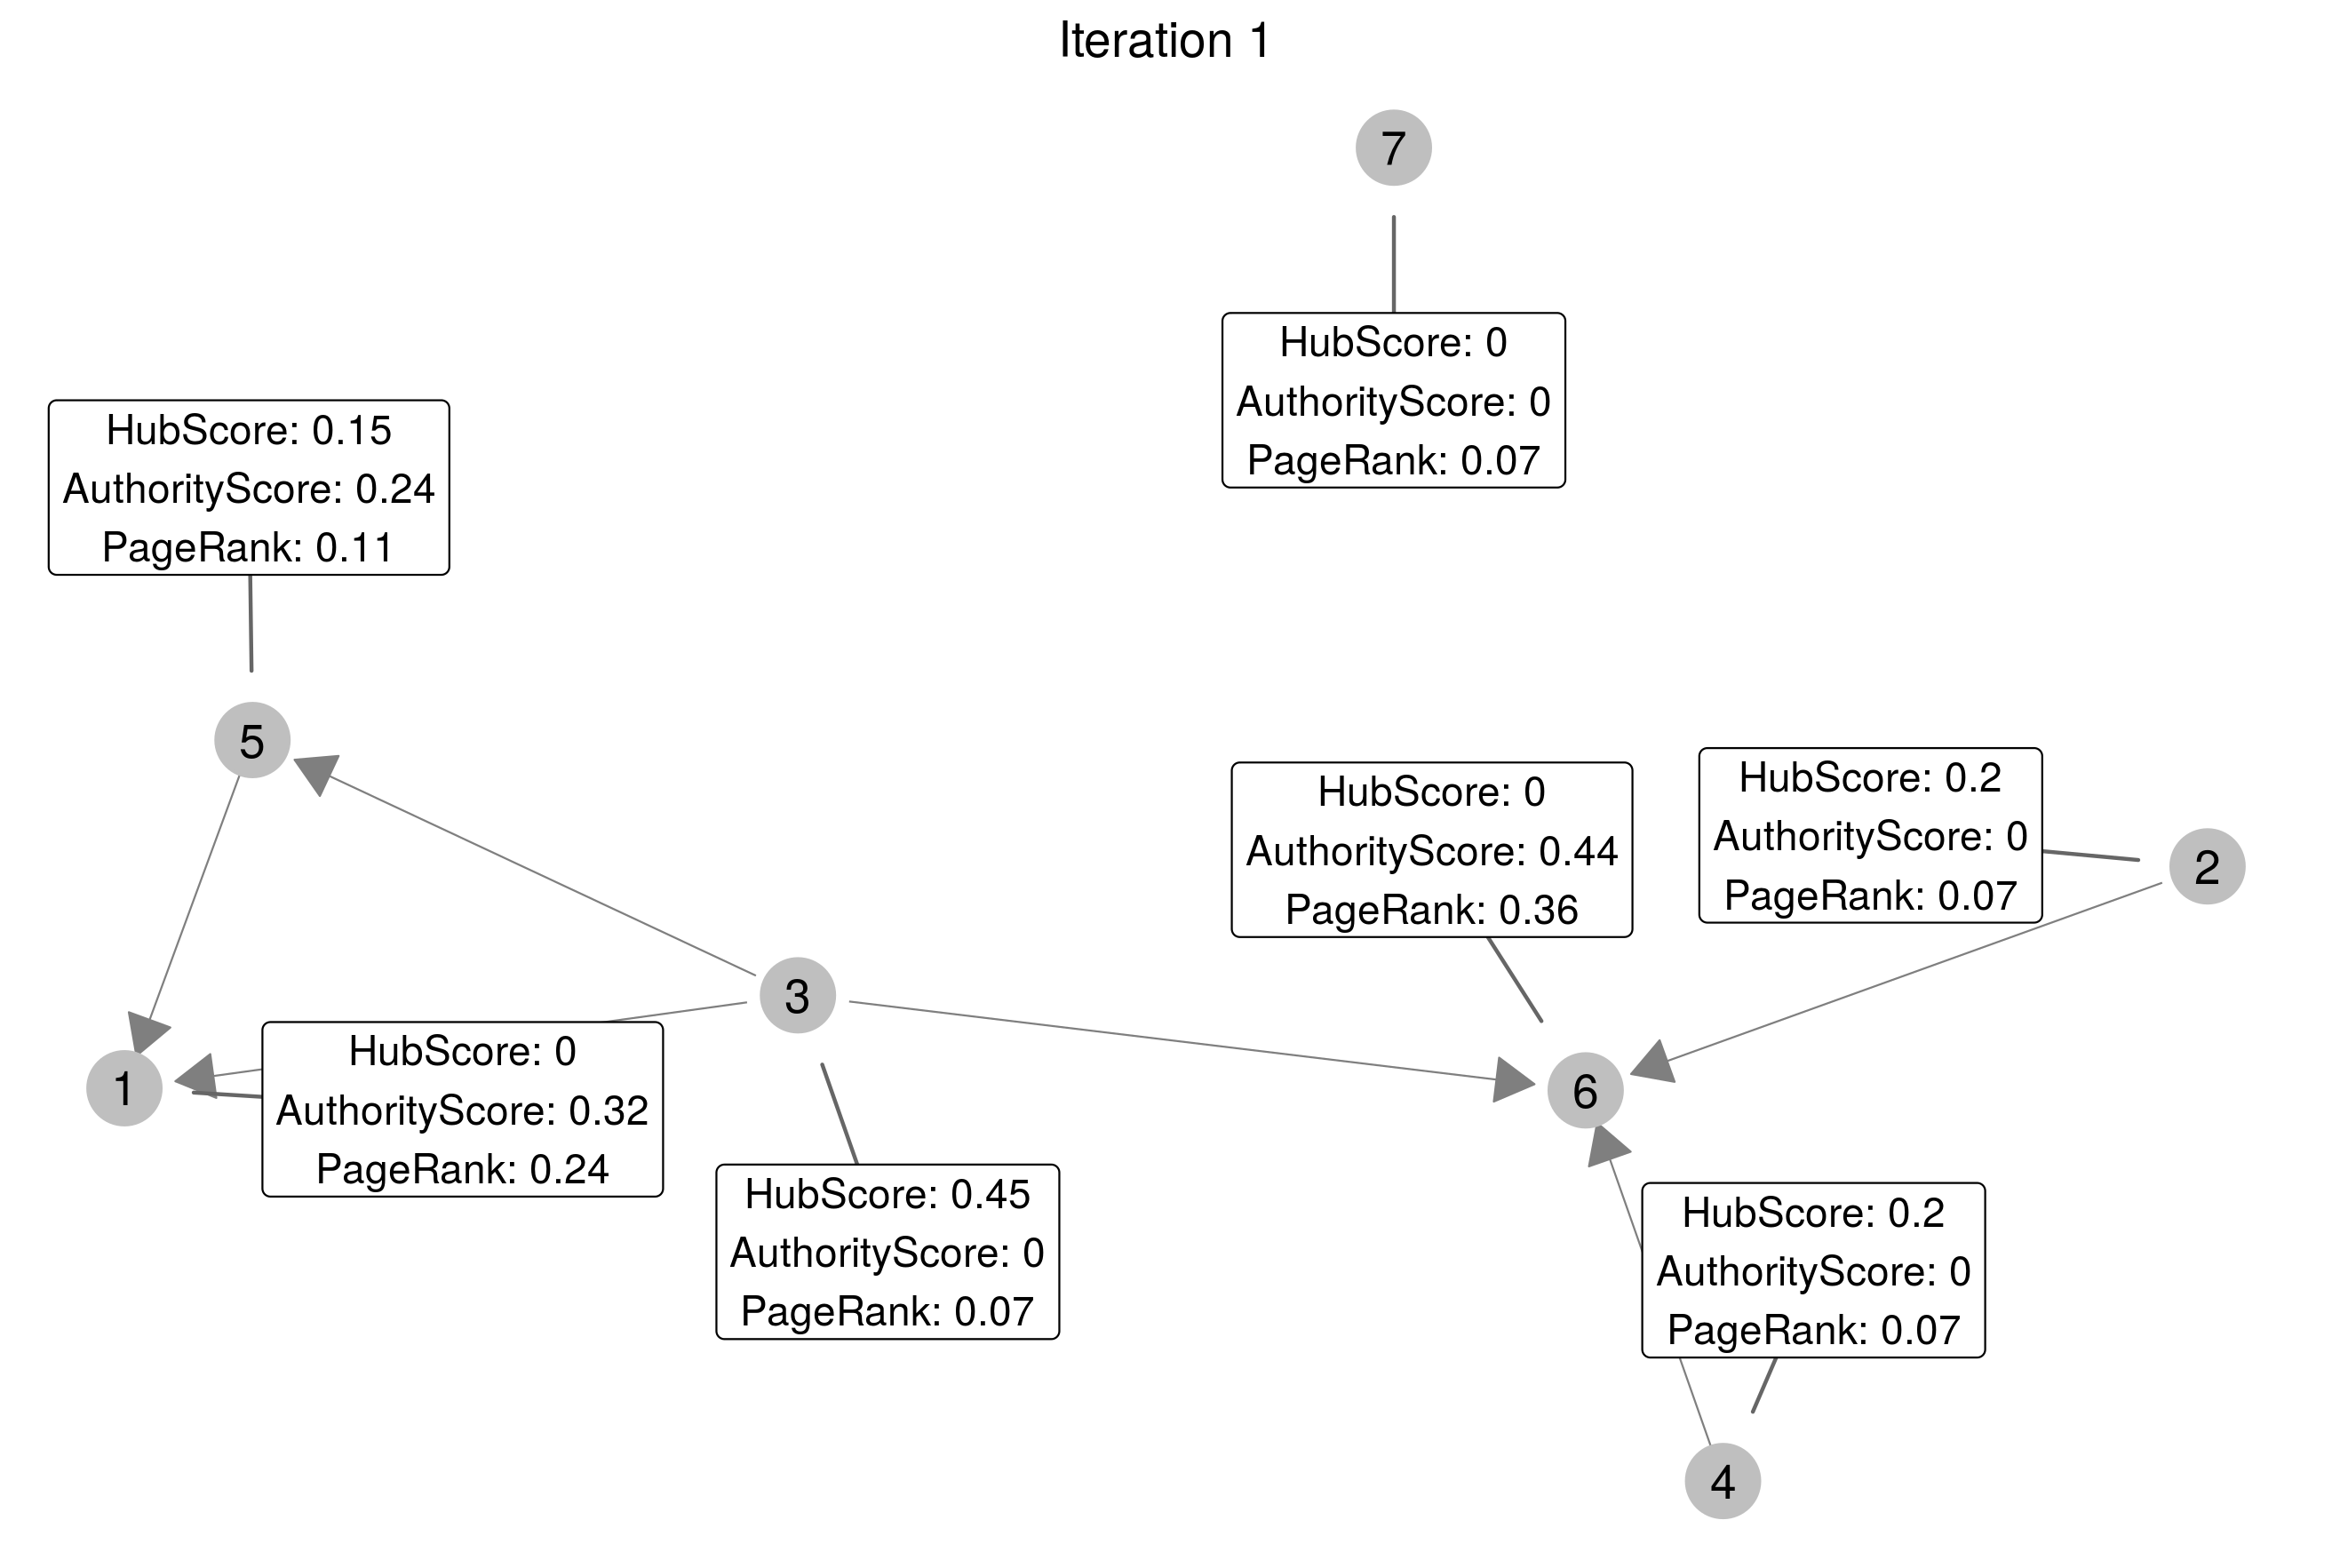 Iteration 1
7
HubScore: 0
AuthorityScore: 0
PageRank: 0.07
HubScore: 0.15
AuthorityScore: 0.24
PageRank: 0.11
5
HubScore: 0
AuthorityScore: 0.44
PageRank: 0.36
HubScore: 0.2
AuthorityScore: 0
PageRank: 0.07
2
3
1
HubScore: 0
AuthorityScore: 0.32
PageRank: 0.24
6
HubScore: 0.45
AuthorityScore: 0
PageRank: 0.07
HubScore: 0.2
AuthorityScore: 0
PageRank: 0.07
4